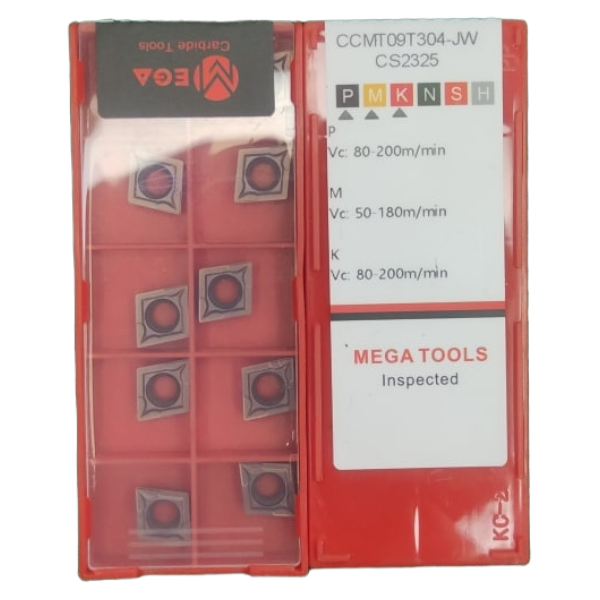 MEGA
Carbide Tools
CCMT09T304-JW
CS2325
P M K N S H
P
Vc: 80-200m/min
M
Vc: 50-180m/min
K
Vc: 80-200m/min
MEGA TOOLS
Inspected
KC-2